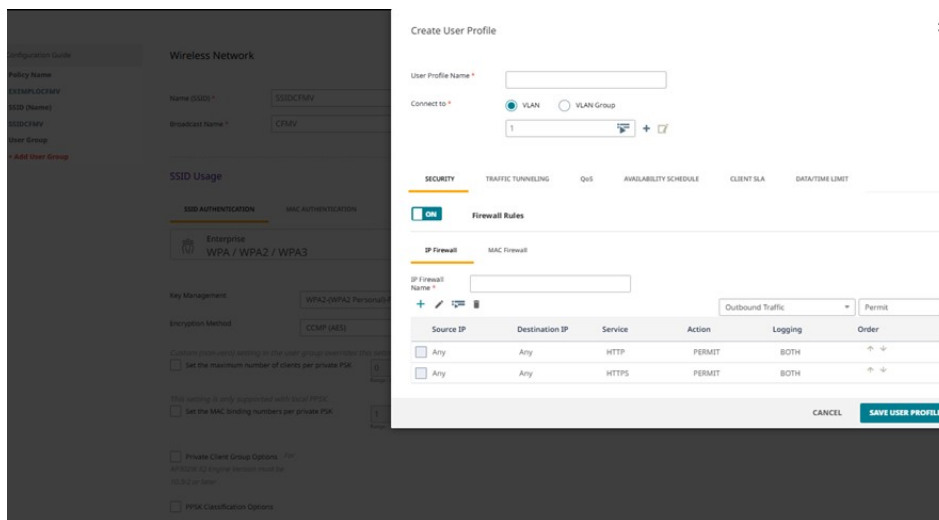 Create User Profile
Configuration Guide
Policy Name
EXEMPLOCFMV
SSID (Name)
SSIDCFMV
User Group
+ Add User Group
Wireless Network
Name (SSID) *
SSIDCFMV
Broadcast Name *
CFMV
SSID Usage
SSID AUTHENTICATION
MAC AUTHENTICATION
Enterprise
WPA / WPA2 / WPA3
Key Management
WPA2-(WPA2 Personal)-
Encryption Method
CCMP (AES)
Set the maximum number of clients per private PSK
0
This setting is only supported with local PPSK.
Set the MAC binding numbers per private PSK
1
Private Client Group Options
PPSK Classification Options
User Profile Name *
Connect to *
VLAN
VLAN Group
1
SECURITY
TRAFFIC TUNNELING
QoS
AVAILABILITY SCHEDULE
CLIENT SLA
DATA/TIME LIMIT
ON
Firewall Rules
IP Firewall
MAC Firewall
IP Firewall
Name *
Outbound Traffic
Permit
Source IP Destination IP Service Action Logging Order
Any Any HTTP PERMIT BOTH
Any Any HTTPS PERMIT BOTH
CANCEL
SAVE USER PROFILE